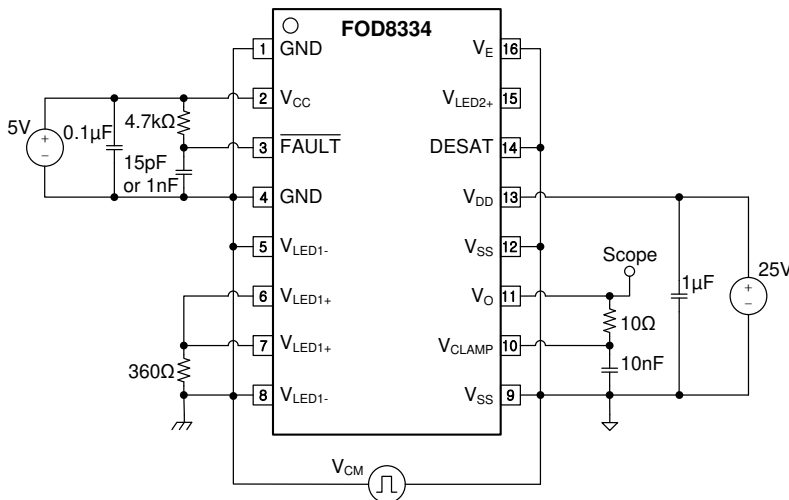 FOD8334
1 GND
2 VCC
3 FAULT
4 GND
5 VLED1-
6 VLED1+
7 VLED1+
8 VLED1-
VE 16
VLED2+ 15
DESAT 14
VDD 13
VSS 12
VO 11
VCLAMP 10
VSS 9
5V
+
−
0.1µF
4.7kΩ
15pF
or 1nF
360Ω
Scope
10Ω
10nF
1µF
25V
+
−
VCM